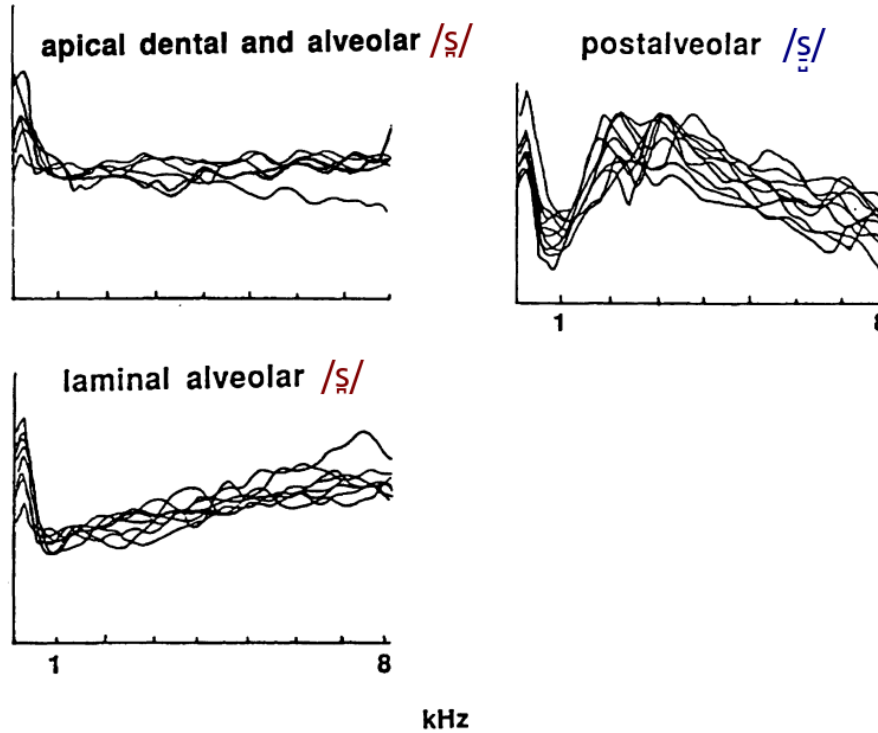 apical dental and alveolar /s̪/
postalveolar /s̠̺/
1
8
laminal alveolar /s̪/
1 8
kHz